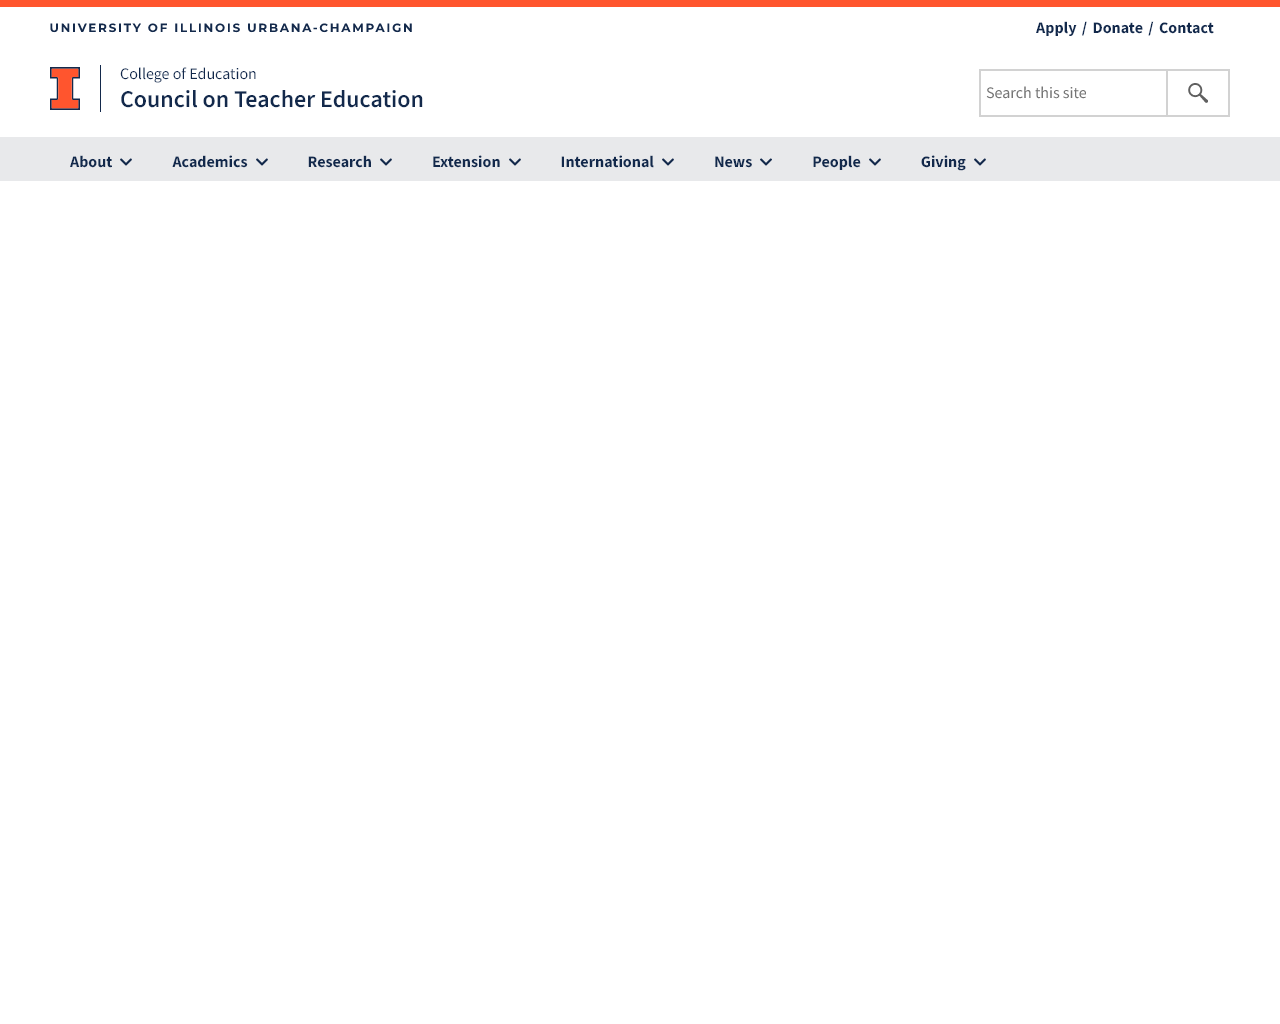 UNIVERSITY OF ILLINOIS URBANA-CHAMPAIGN
Apply / Donate / Contact
College of Education
Council on Teacher Education
Search this site
About Academics Research Extension International News People Giving